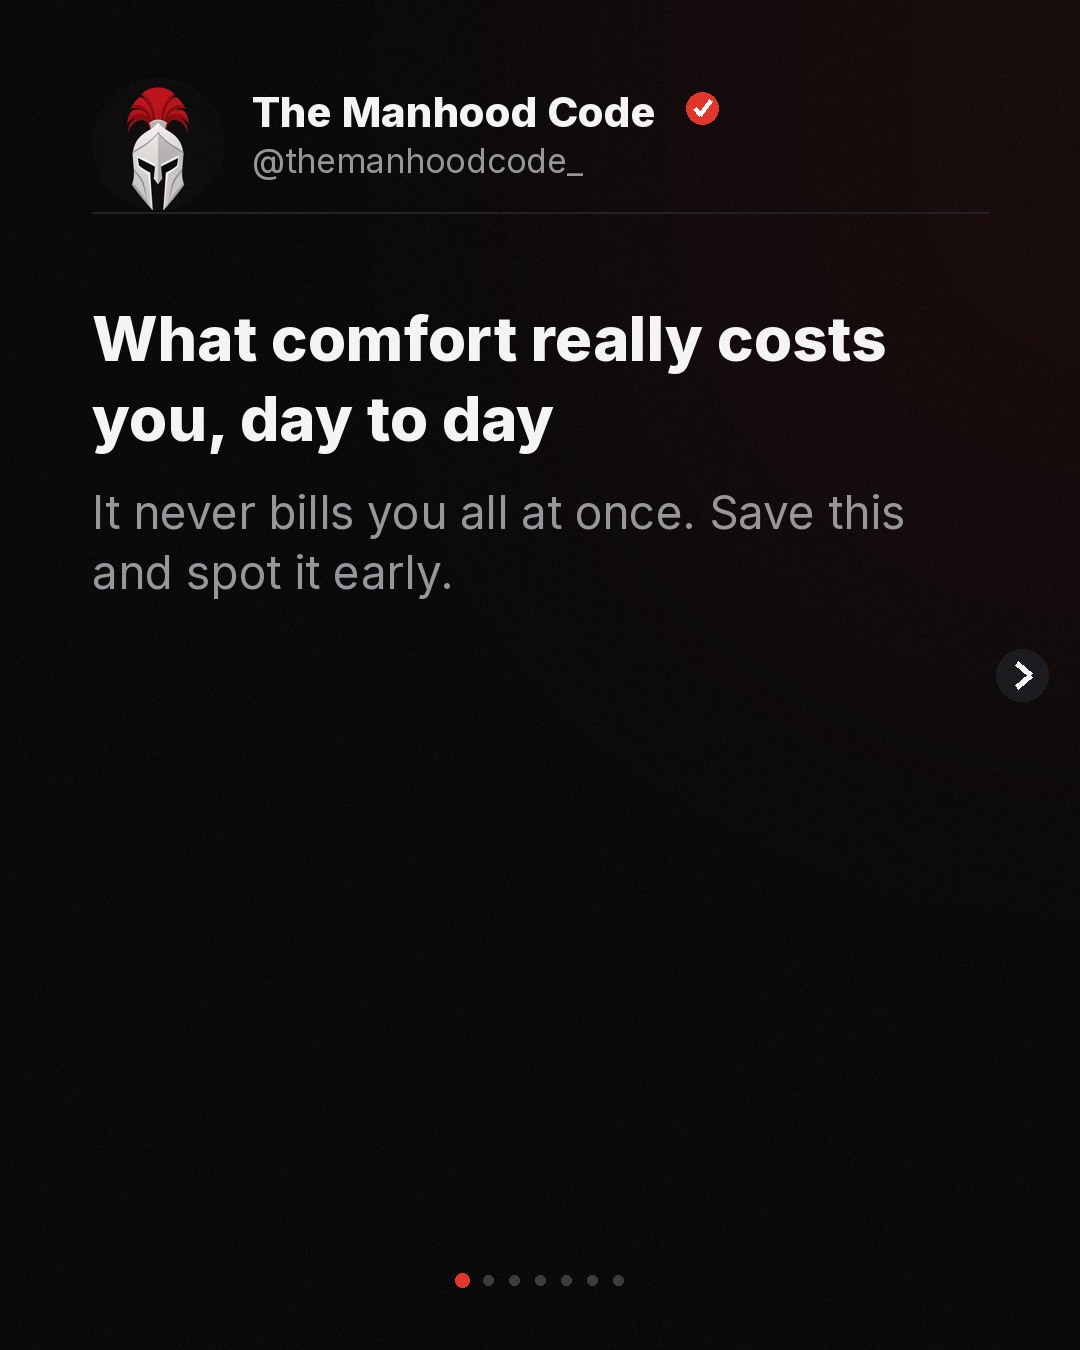 The Manhood Code
@themanhoodcode_
What comfort really costs
you, day to day
It never bills you all at once. Save this
and spot it early.